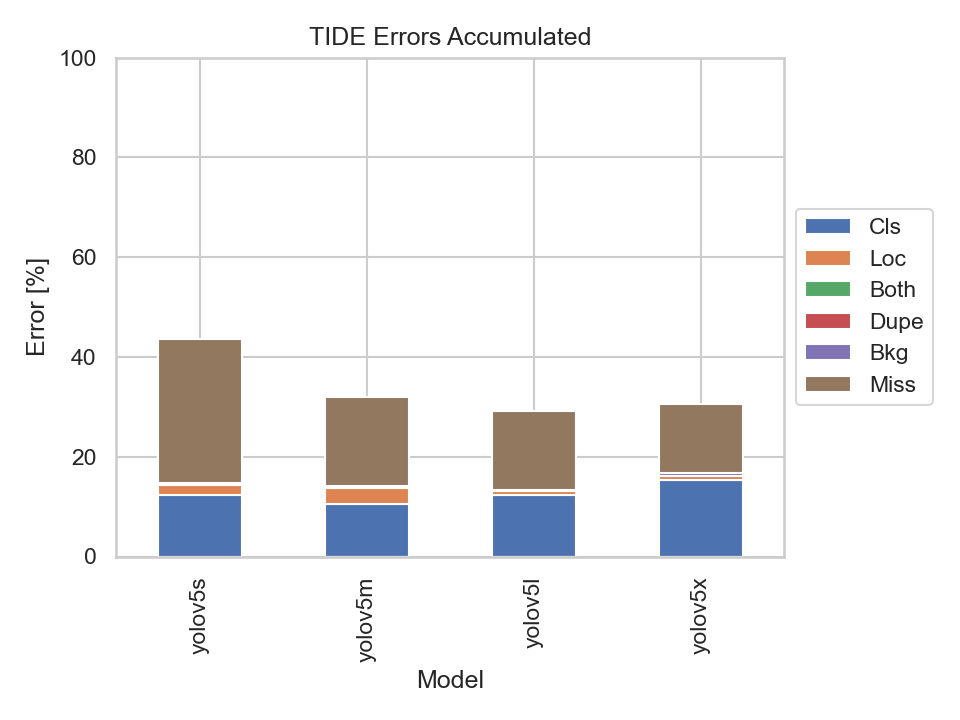 TIDE Errors Accumulated
100
80
60
40
20
0
Error [%]
yolov5s
yolov5m
yolov5l
yolov5x
Model
Cls
Loc
Both
Dupe
Bkg
Miss